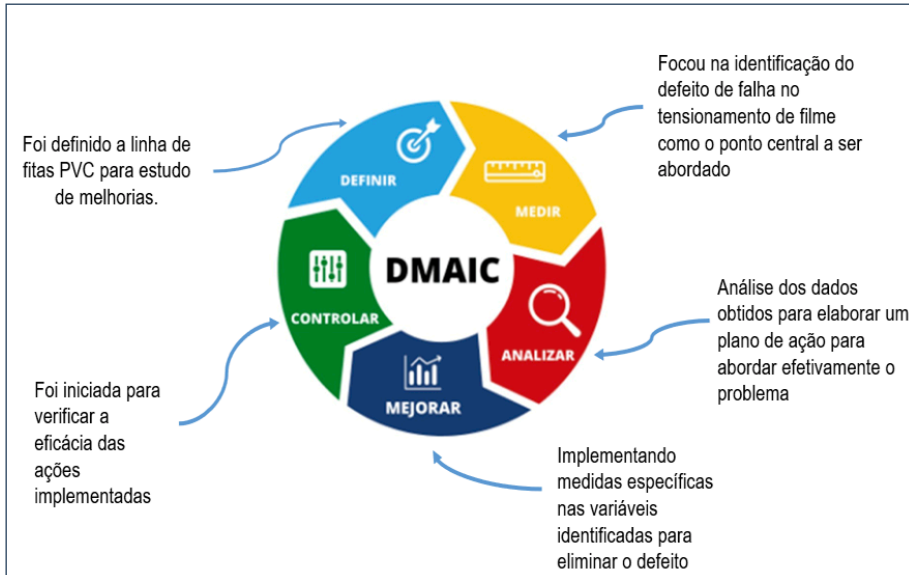 Foi definido a linha de
fitas PVC para estudo
de melhorias.
DEFINIR
Focou na identificação do
defeito de falha no
tensionamento de filme
como o ponto central a ser
abordado
MEDIR
DMAIC
Análise dos dados
obtidos para elaborar um
plano de ação para
abordar efetivamente o
problema
ANALIZAR
Implementando
medidas específicas
nas variáveis
identificadas para
eliminar o defeito
MEJORAR
Foi iniciada para
verificar a
eficácia das
ações
implementadas
CONTROLAR